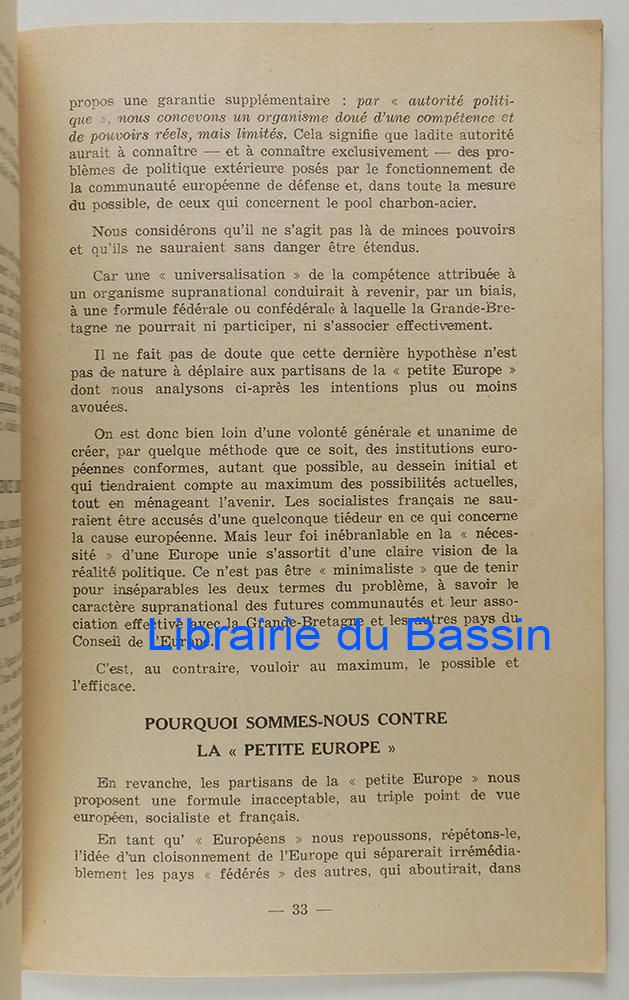 propos une garantie supplémentaire : par « autorité politi-
que », nous concevons un organisme doué d'une compétence et
de pouvoirs réels, mais limités. Cela signifie que ladite autorité
aurait à connaître — et à connaître exclusivement — des pro-
blèmes de politique extérieure posés par le fonctionnement de
la communauté européenne de défense et, dans toute la mesure
du possible, de ceux qui concernent le pool charbon-acier.
Nous considérons qu'il ne s'agit pas là de minces pouvoirs
et qu'ils ne sauraient sans danger être étendus.
Car une « universalisation » de la compétence attribuée à
un organisme supranational conduirait à revenir, par un biais,
à une formule fédérale ou confédérale à laquelle la Grande-Bre-
tagne ne pourrait ni participer, ni s'associer effectivement.
Il ne fait pas de doute que cette dernière hypothèse n'est
pas de nature à déplaire aux partisans de la « petite Europe »
dont nous analysons ci-après les intentions plus ou moins
avouées.
On est donc bien loin d'une volonté générale et unanime de
créer, par quelque méthode que ce soit, des institutions euro-
péennes conformes, autant que possible, au dessein initial et
qui tiendraient compte au maximum des possibilités actuelles,
tout en ménageant l'avenir. Les socialistes français ne sau-
raient être accusés d'une quelconque tiédeur en ce qui concerne
la cause européenne. Mais leur foi inébranlable en la « néces-
sité » d'une Europe unie s'assortit d'une claire vision de la
réalité politique. Ce n'est pas être « minimaliste » que de tenir
pour inséparables les deux termes du problème, à savoir le
caractère supranational des futures communautés et leur asso-
ciation effective avec la Grande-Bretagne et les autres pays du
Conseil de l'Europe.
Librairie du Bassin
C'est, au contraire, vouloir au maximum, le possible et
l'efficace.
POURQUOI SOMMES-NOUS CONTRE
LA « PETITE EUROPE »
En revanche, les partisans de la « petite Europe » nous
proposent une formule inacceptable, au triple point de vue
européen, socialiste et français.
En tant qu' « Européens » nous repoussons, répétons-le,
l'idée d'un cloisonnement de l'Europe qui séparerait irrémédia-
blement les pays « fédérés » des autres, qui aboutirait, dans
— 33 —